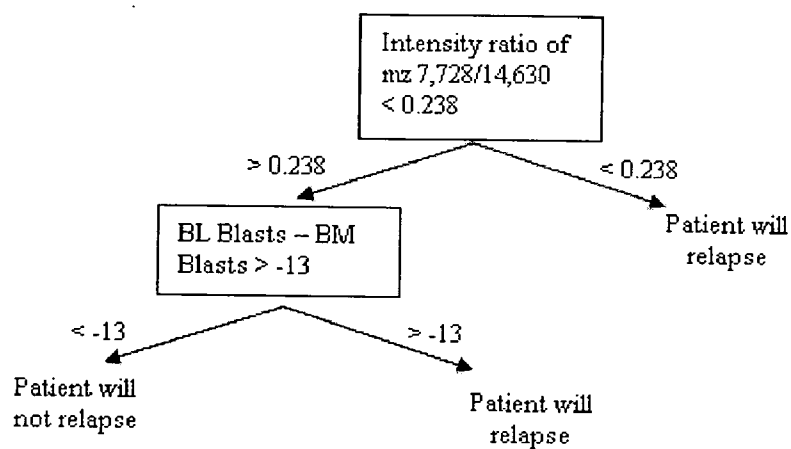 Intensity ratio of
mz 7,728/14,630
< 0.238
> 0.238
< 0.238
BL Blasts – BM
Blasts > -13
Patient will
relapse
< -13
> -13
Patient will
not relapse
Patient will
relapse